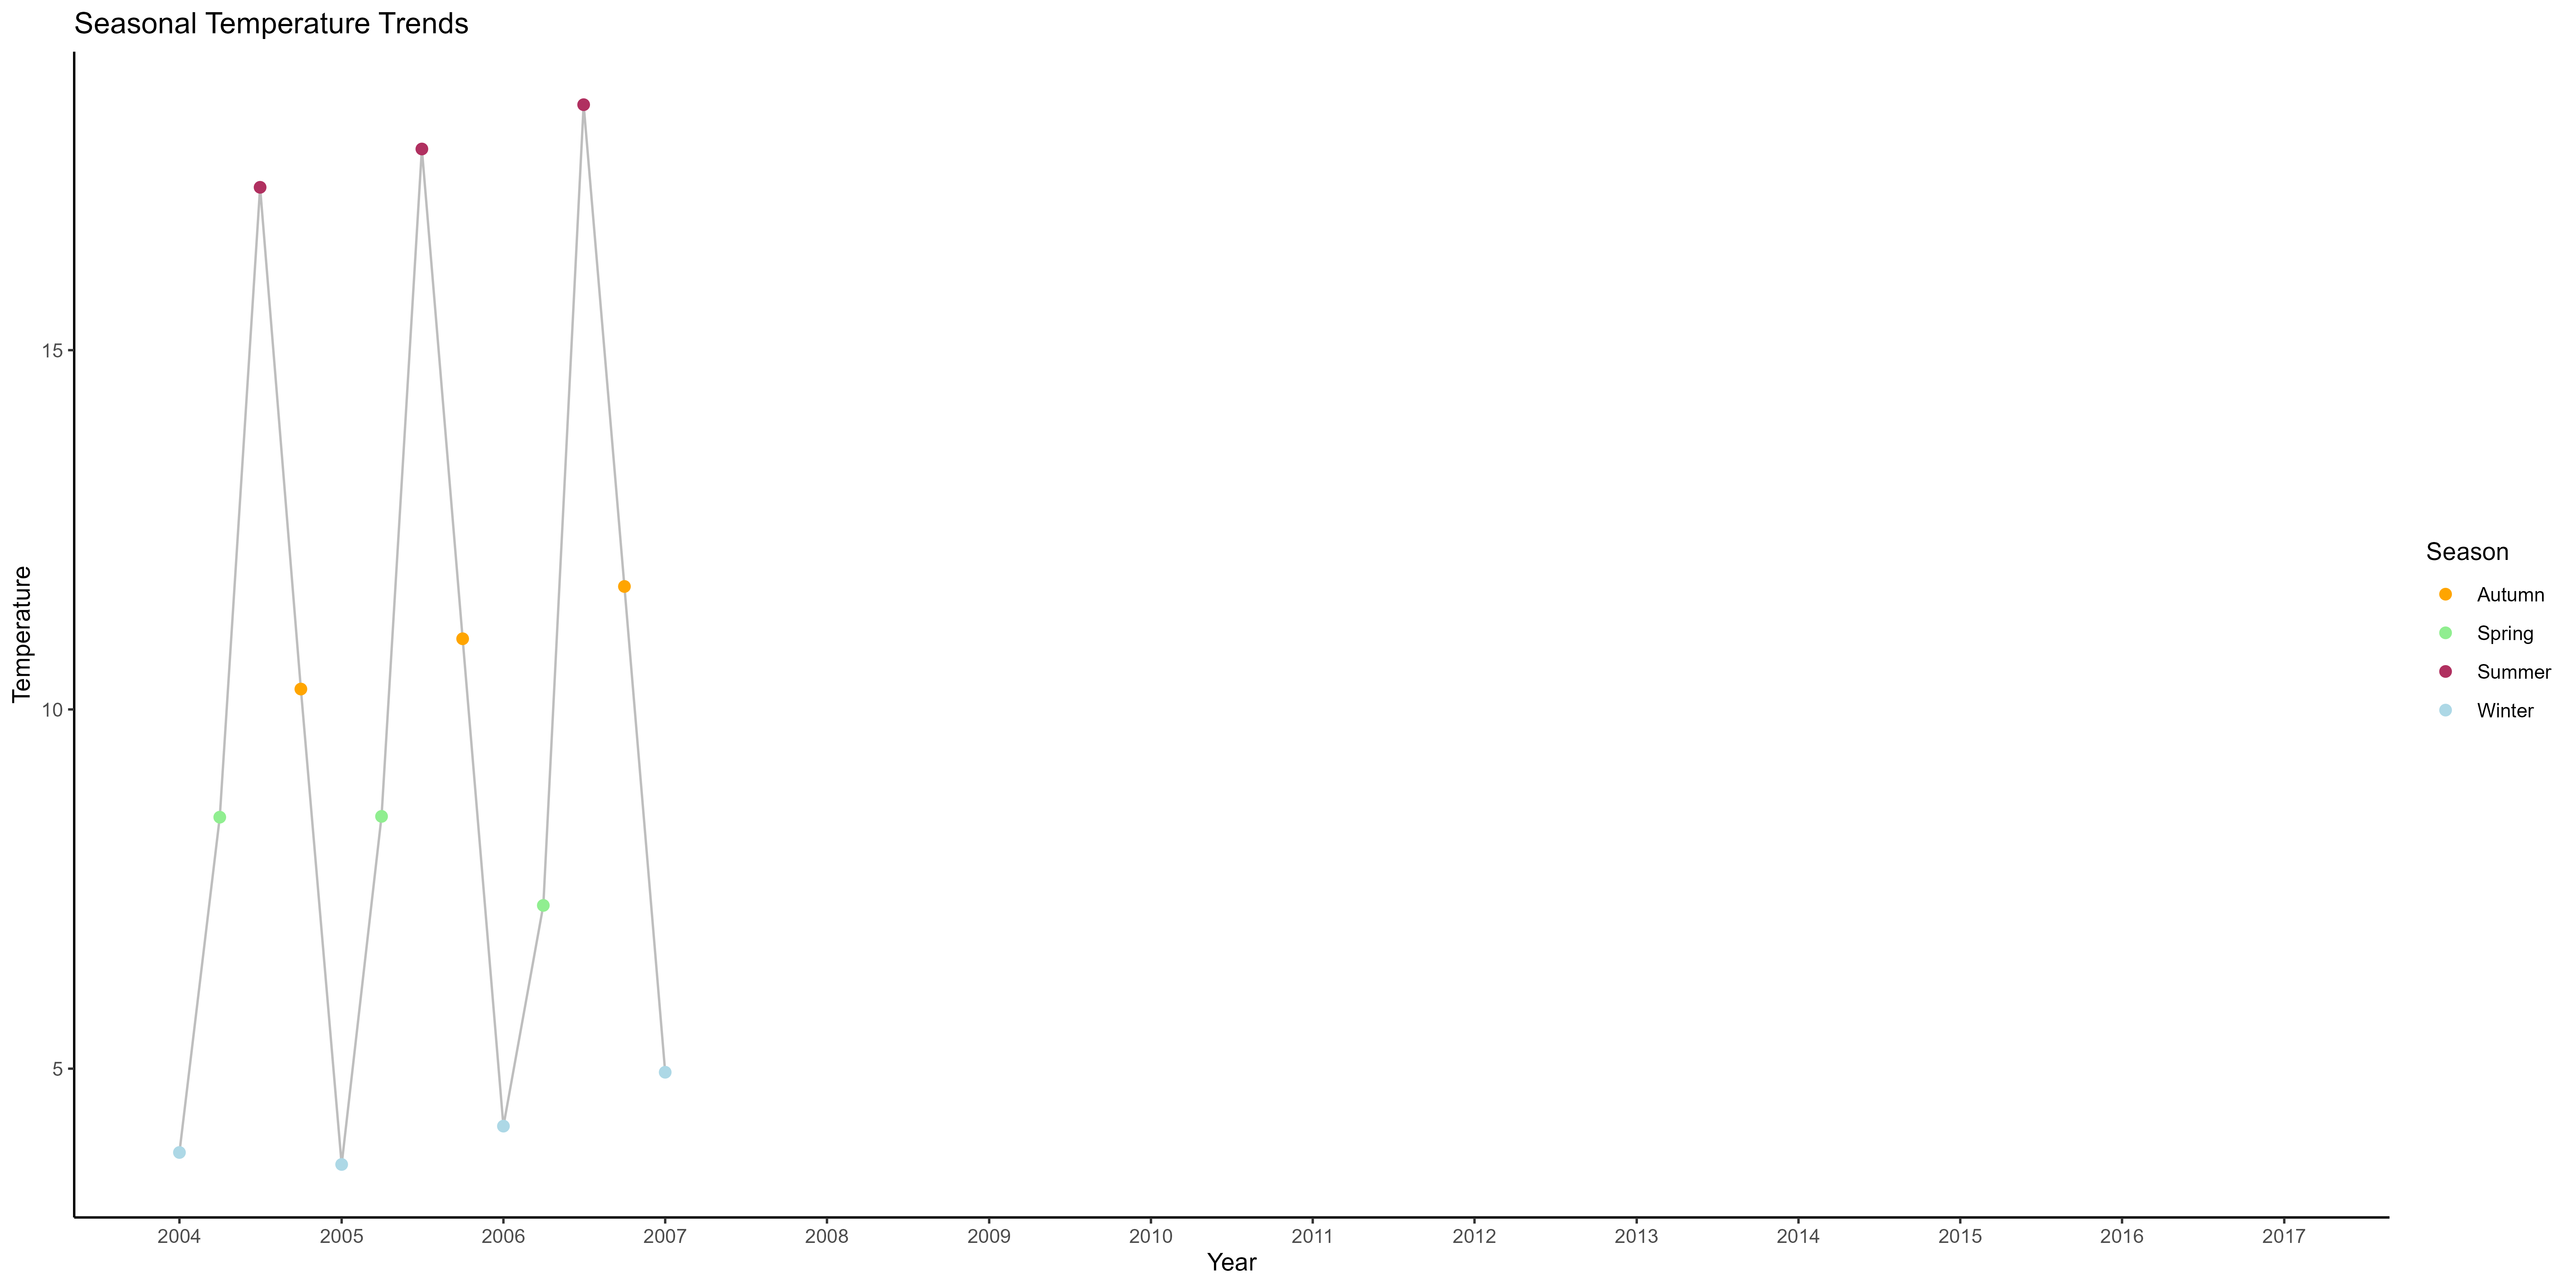 Seasonal Temperature Trends
Temperature
15
10
5
2004 2005 2006 2007 2008 2009 2010 2011 2012 2013 2014 2015 2016 2017
Year
Season
Autumn
Spring
Summer
Winter